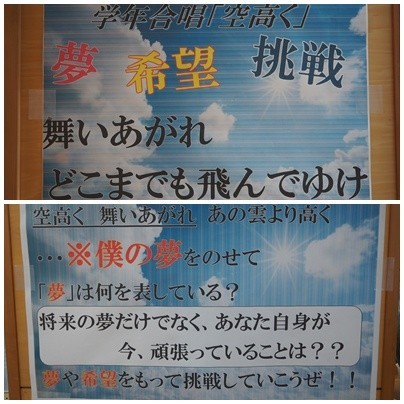 学年合唱「空高く」
夢 希望 挑戦
舞いあがれ
どこまでも飛んでゆけ
空高く 舞いあがれ あの雲より高く
…※僕の夢をのせて
「夢」は何を表している？
将来の夢だけでなく、あなた自身が
今、頑張っていることは？？
夢や希望をもって挑戦していこうぜ！！